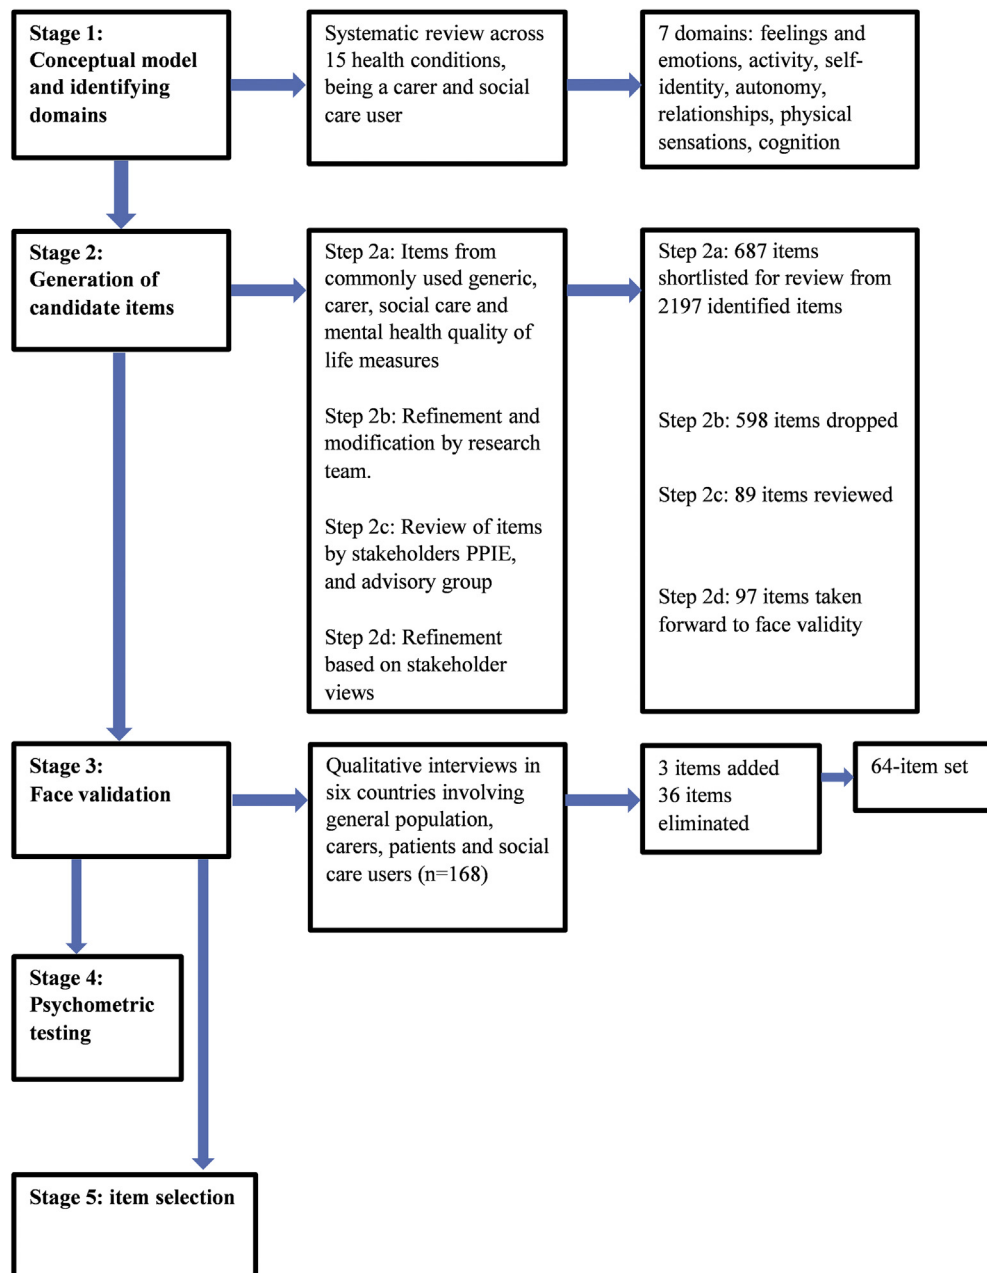 Stage 1:
Conceptual model
and identifying
domains
Systematic review across
15 health conditions,
being a carer and social
care user
7 domains: feelings and
emotions, activity, self-
identity, autonomy,
relationships, physical
sensations, cognition
Stage 2:
Generation of
candidate items
Step 2a: Items from
commonly used generic,
carer, social care and
mental health quality of
life measures
Step 2b: Refinement and
modification by research
team.
Step 2c: Review of items
by stakeholders PPIE,
and advisory group
Step 2d: Refinement
based on stakeholder
views
Step 2a: 687 items
shortlisted for review from
2197 identified items
Step 2b: 598 items dropped
Step 2c: 89 items reviewed
Step 2d: 97 items taken
forward to face validity
Stage 3:
Face validation
Qualitative interviews in
six countries involving
general population,
carers, patients and social
care users (n=168)
3 items added
36 items
eliminated
64-item set
Stage 4:
Psychometric
testing
Stage 5: item selection